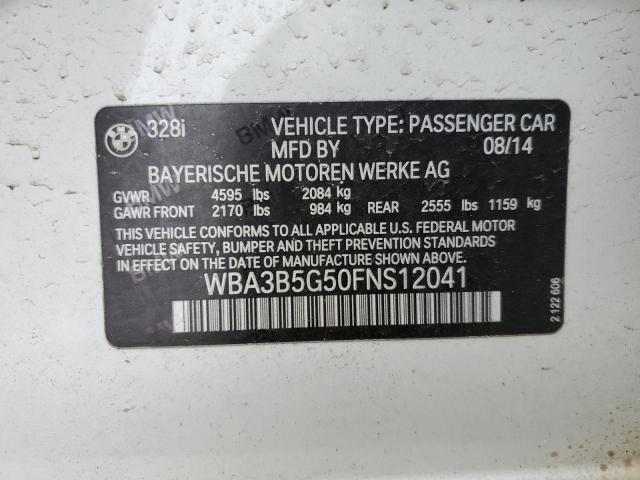 328i VEHICLE TYPE: PASSENGER CAR
MFD BY 08/14
BAYERISCHE MOTOREN WERKE AG
GVWR 4595 lbs 2084 kg
GAWR FRONT 2170 lbs 984 kg REAR 2555 lbs 1159 kg
THIS VEHICLE CONFORMS TO ALL APPLICABLE U.S. FEDERAL MOTOR
VEHICLE SAFETY, BUMPER AND THEFT PREVENTION STANDARDS
IN EFFECT ON THE DATE OF MANUFACTURE SHOWN ABOVE.
WBA3B5G50FNS12041
2 122 606